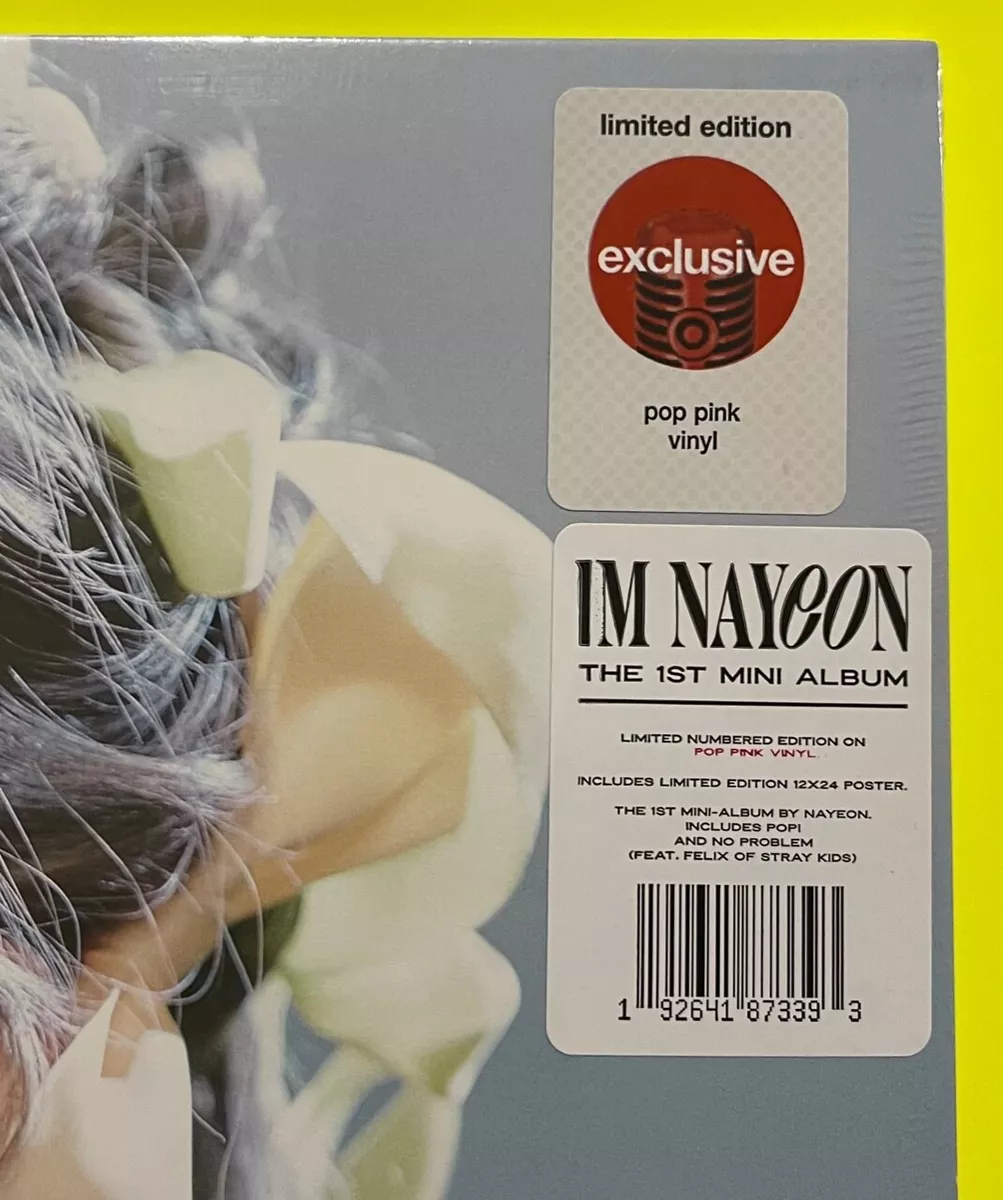 limited edition
exclusive
pop pink
vinyl
IM NAYEON
THE 1ST MINI ALBUM
LIMITED NUMBERED EDITION ON
POP PINK VINYL.
INCLUDES LIMITED EDITION 12X24 POSTER.
THE 1ST MINI-ALBUM BY NAYEON.
INCLUDES POP!
AND NO PROBLEM
(FEAT. FELIX OF STRAY KIDS)
1 92641 87339 3